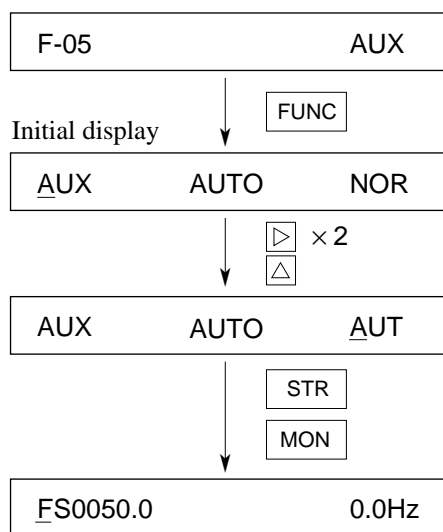 F-05 AUX
FUNC
Initial display
AUX AUTO NOR
▷ × 2
△
AUX AUTO AUT
STR
MON
FS0050.0 0.0Hz